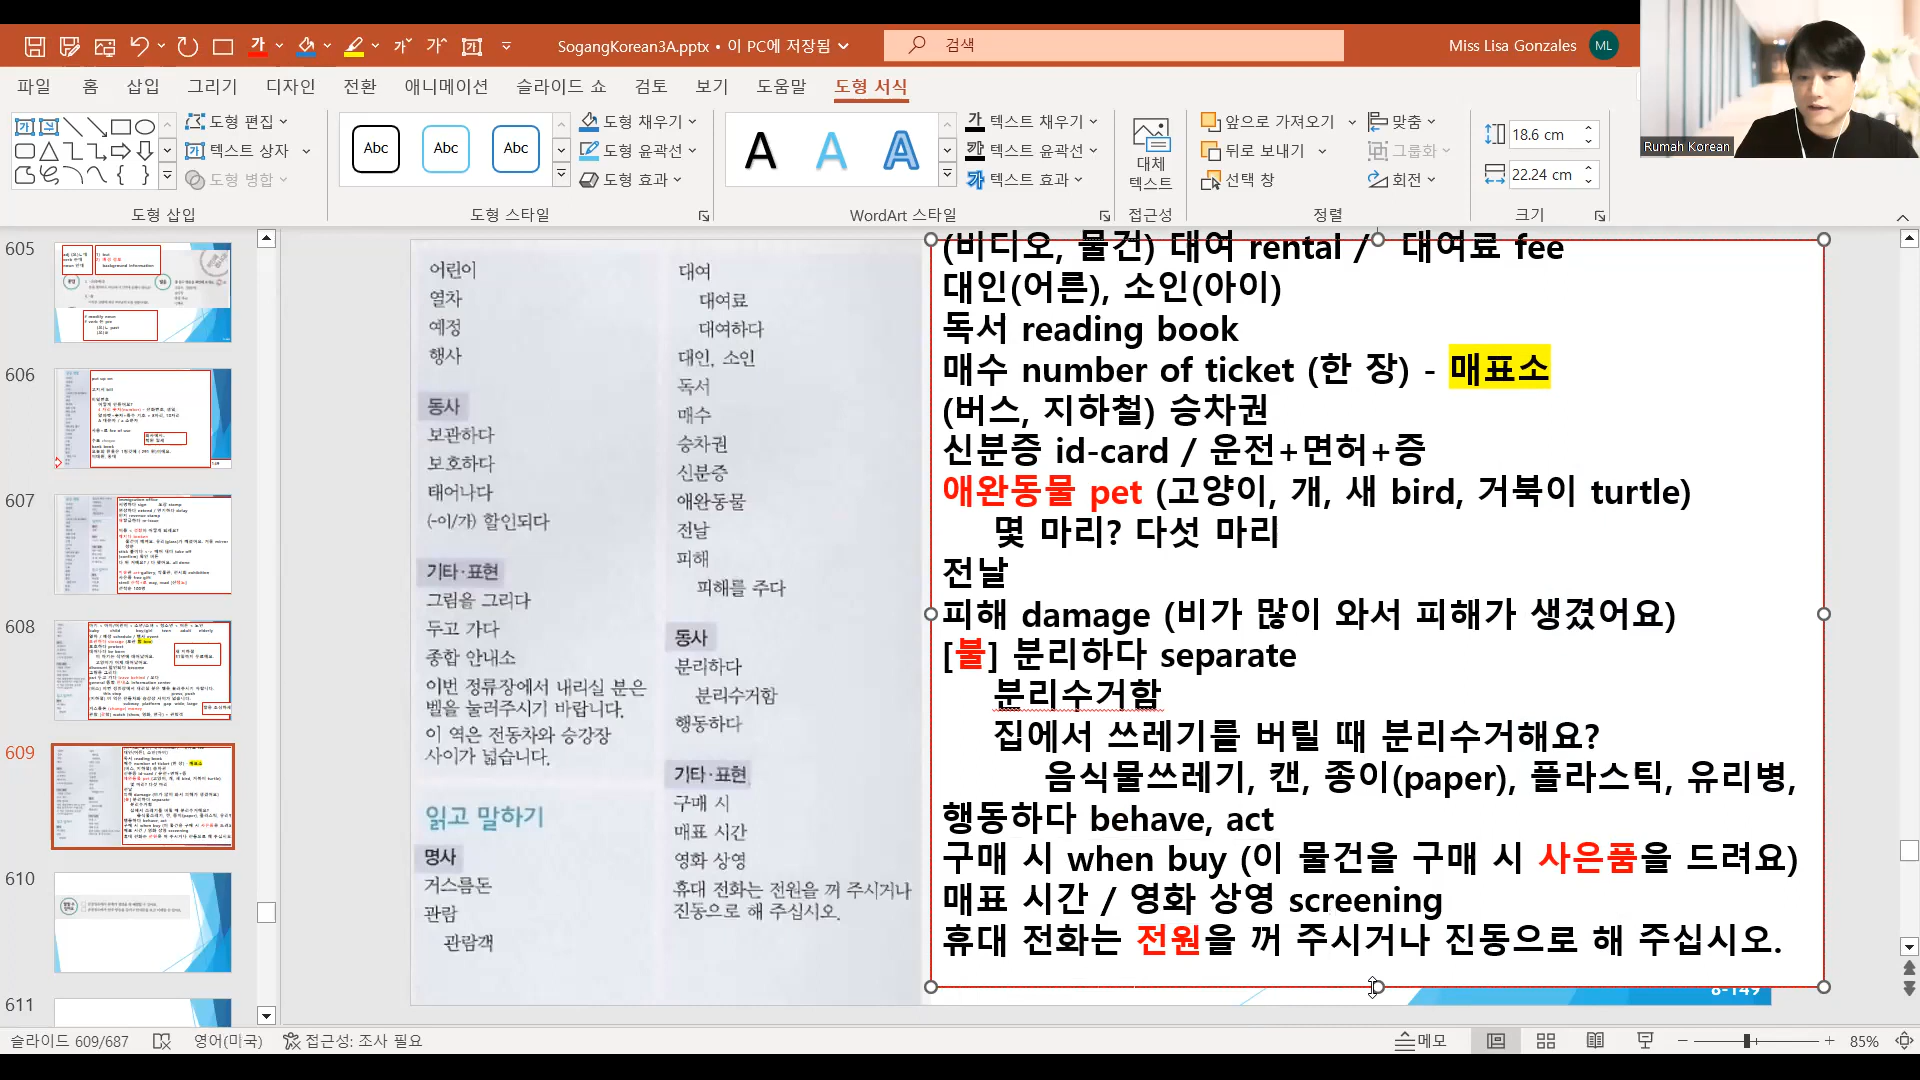 SogangKorean3A.pptx • 이 PC에 저장됨
검색
Miss Lisa Gonzales
ML
파일 홈 삽입 그리기 디자인 전환 애니메이션 슬라이드 쇼 검토 보기 도움말 도형 서식
도형 편집
텍스트 상자
도형 병합
도형 삽입
Abc Abc Abc
도형 채우기
도형 윤곽선
도형 효과
도형 스타일
A A A
텍스트 채우기
텍스트 윤곽선
텍스트 효과
WordArt 스타일
대체
텍스트
접근성
앞으로 가져오기
뒤로 보내기
선택 창
맞춤
그룹화
회전
정렬
18.6 cm
22.24 cm
크기
Rumah Korean
605
606
607
608
609
610
611
어린이
열차
예정
행사
동사
보관하다
보호하다
태어나다
(-이/가) 할인되다
기타·표현
그림을 그리다
두고 가다
종합 안내소
이번 정류장에서 내리실 분은
벨을 눌러주시기 바랍니다.
이 역은 전동차와 승강장
사이가 넓습니다.
읽고 말하기
명사
거스름돈
관람
관람객
대여
대여료
대여하다
대인, 소인
독서
매수
승차권
신분증
애완동물
전날
피해
피해를 주다
동사
분리하다
분리수거함
행동하다
기타·표현
구매 시
매표 시간
영화 상영
휴대 전화는 전원을 꺼 주시거나
진동으로 해 주십시오.
(비디오, 물건) 대여 rental / 대여료 fee
대인(어른), 소인(아이)
독서 reading book
매수 number of ticket (한 장) - 매표소
(버스, 지하철) 승차권
신분증 id-card / 운전+면허+증
애완동물 pet (고양이, 개, 새 bird, 거북이 turtle)
몇 마리? 다섯 마리
전날
피해 damage (비가 많이 와서 피해가 생겼어요)
[불] 분리하다 separate
분리수거함
집에서 쓰레기를 버릴 때 분리수거해요?
음식물쓰레기, 캔, 종이(paper), 플라스틱, 유리병,
행동하다 behave, act
구매 시 when buy (이 물건을 구매 시 사은품을 드려요)
매표 시간 / 영화 상영 screening
휴대 전화는 전원을 꺼 주시거나 진동으로 해 주십시오.
8-149
슬라이드 609/687
영어(미국)
접근성: 조사 필요
메모
85%